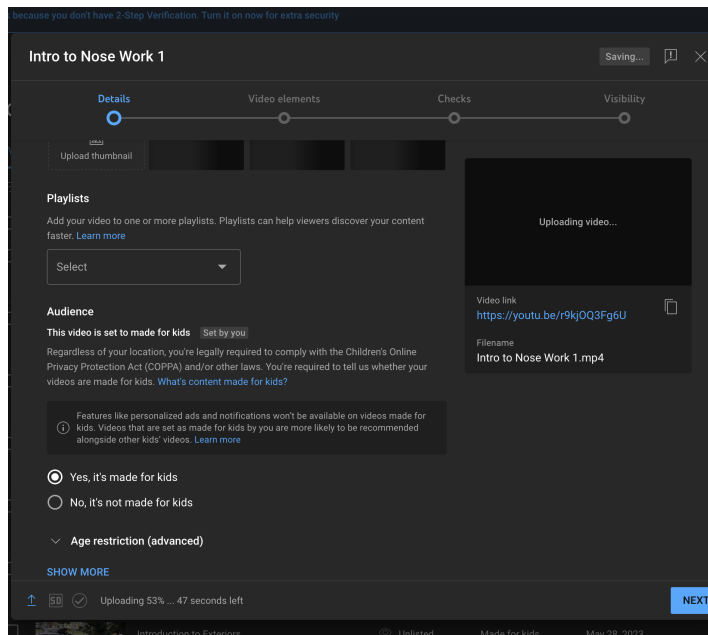 because you don't have 2-Step Verification. Turn it on now for extra security
Intro to Nose Work 1
Saving...
Details
Video elements
Checks
Visibility
Upload thumbnail
Playlists
Add your video to one or more playlists. Playlists can help viewers discover your content
faster. Learn more
Select
Audience
This video is set to made for kids Set by you
Regardless of your location, you're legally required to comply with the Children's Online
Privacy Protection Act (COPPA) and/or other laws. You're required to tell us whether your
videos are made for kids. What's content made for kids?
Features like personalized ads and notifications won't be available on videos made for
kids. Videos that are set as made for kids by you are more likely to be recommended
alongside other kids' videos. Learn more
Yes, it's made for kids
No, it's not made for kids
Age restriction (advanced)
SHOW MORE
Uploading video...
Video link
https://youtu.be/r9kjOQ3Fg6U
Filename
Intro to Nose Work 1.mp4
SD
Uploading 53% ... 47 seconds left
NEXT
Introduction to Exteriors
Unlisted
Made for kids
May 28, 2023